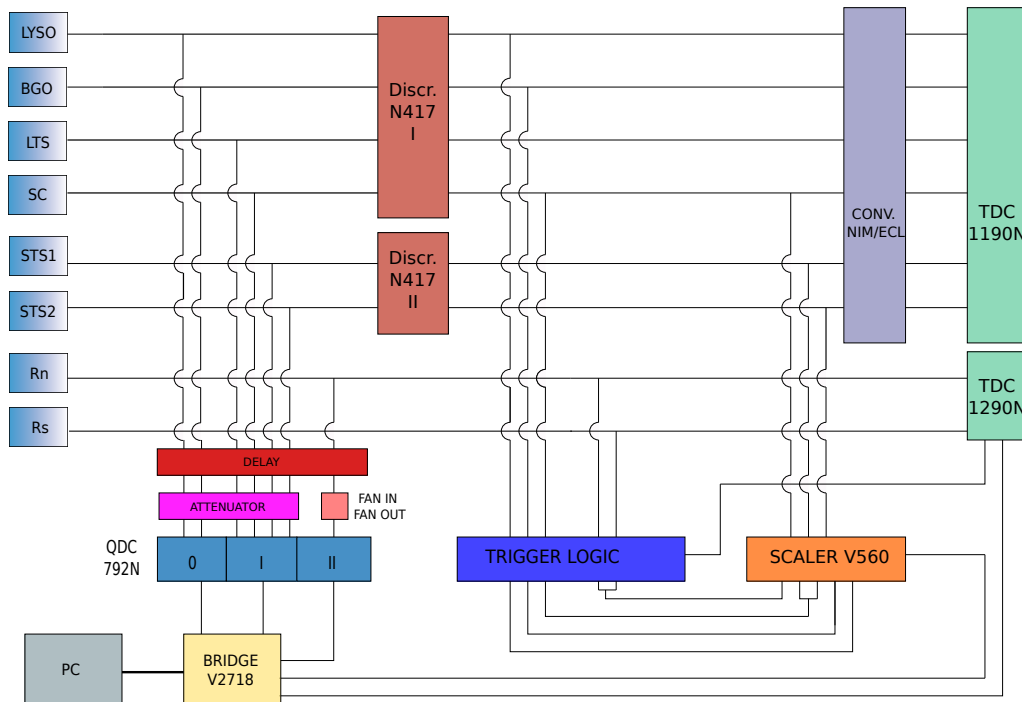 LYSO
BGO
LTS
SC
STS1
STS2
Rn
Rs
Discr.
N417
I
Discr.
N417
II
CONV.
NIM/ECL
TDC
1190N
TDC
1290N
DELAY
ATTENUATOR
FAN IN
FAN OUT
QDC
792N
0
I
II
TRIGGER LOGIC
SCALER V560
PC
BRIDGE
V2718